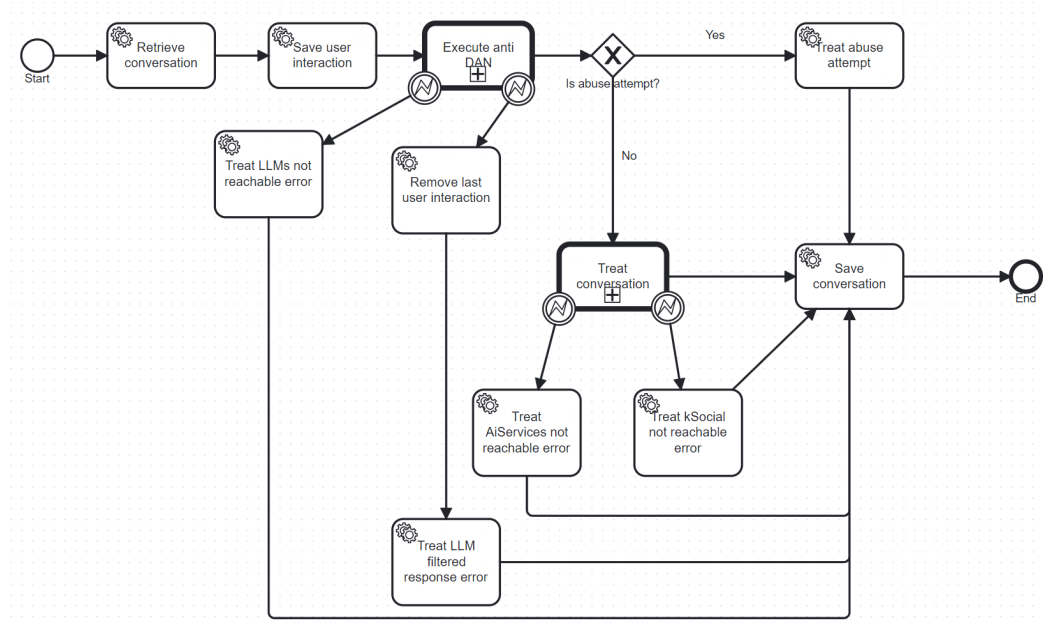 Start
Retrieve
conversation
Save user
interaction
Execute anti
DAN
Is abuse attempt?
Yes
Treat abuse
attempt
Treat LLMs not
reachable error
Remove last
user interaction
No
Treat
conversation
Save
conversation
End
Treat
AiServices not
reachable error
Treat kSocial
not reachable
error
Treat LLM
filtered
response error